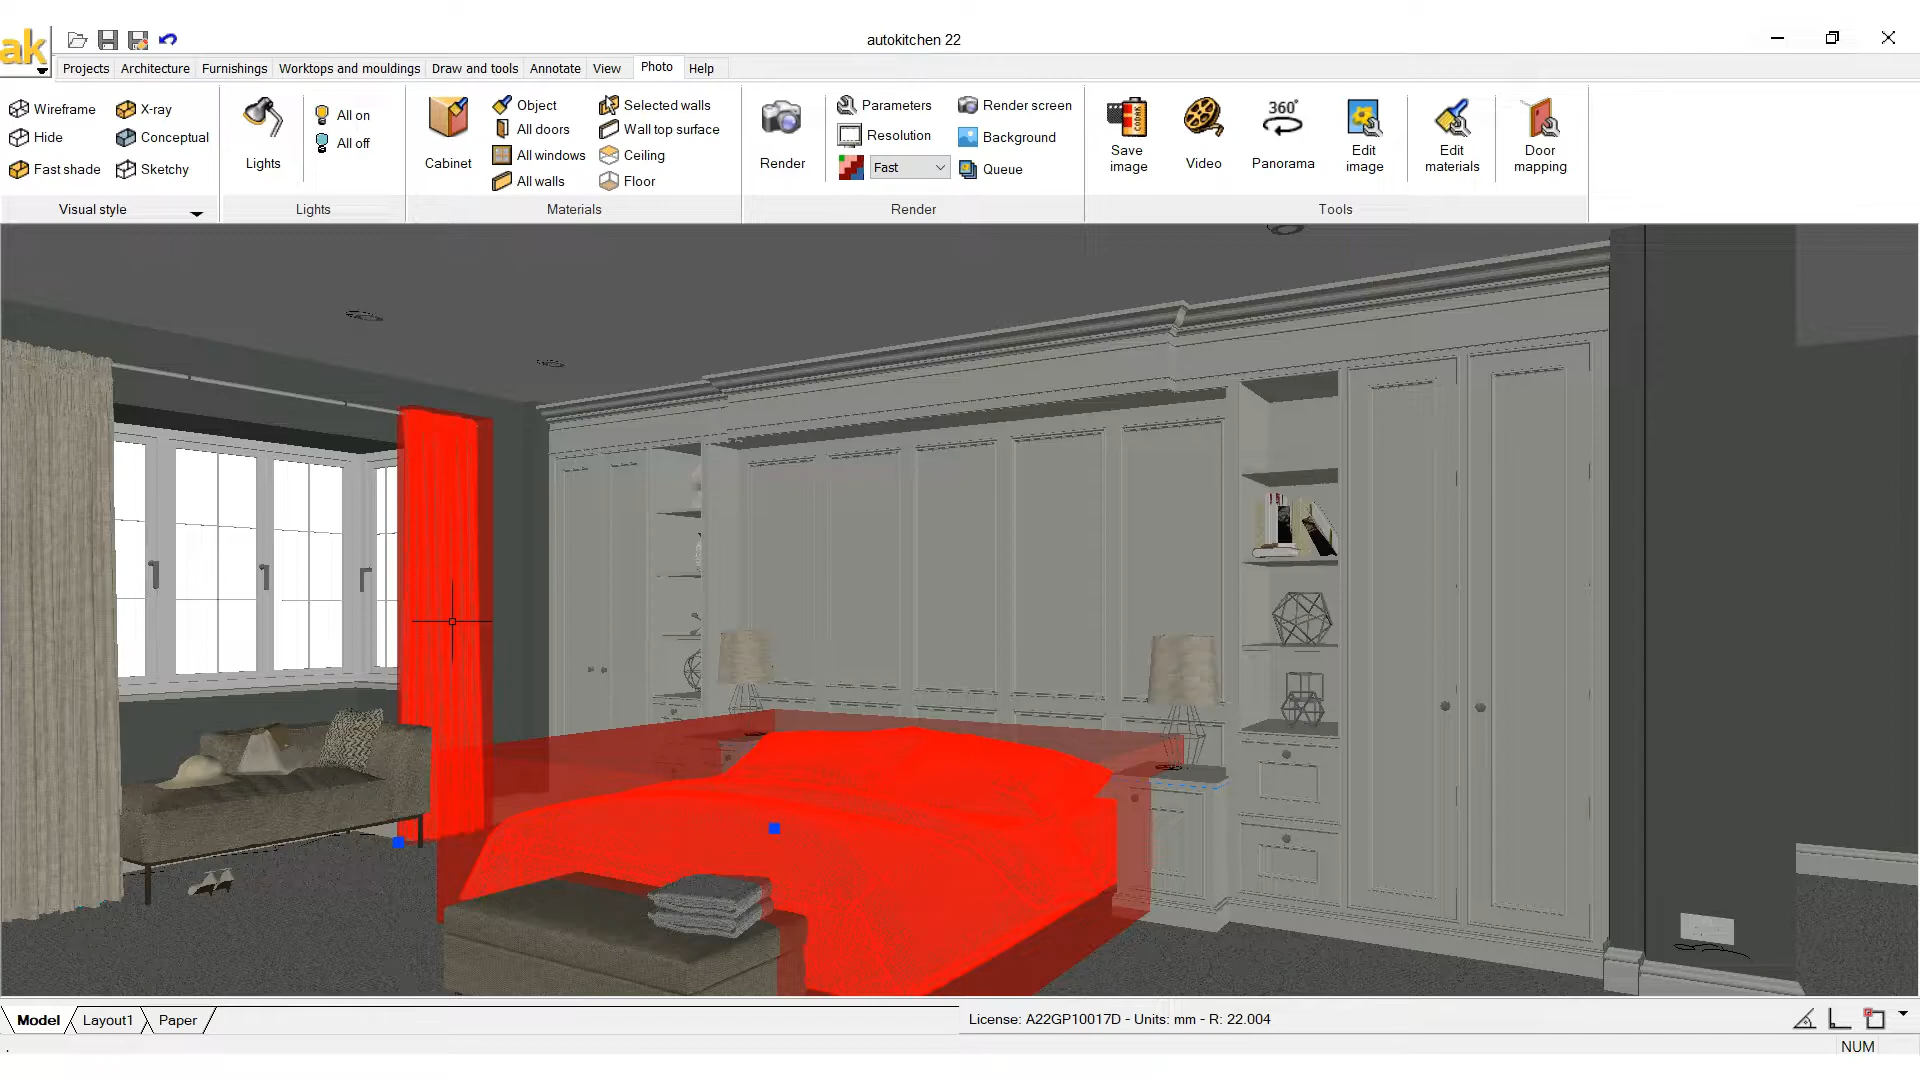 ak
autokitchen 22
Projects Architecture Furnishings Worktops and mouldings Draw and tools Annotate View Photo Help
Wireframe X-ray
Hide Conceptual
Fast shade Sketchy
Visual style
Lights
All on
All off
Lights
Cabinet
Object
All doors
All windows
All walls
Selected walls
Wall top surface
Ceiling
Floor
Materials
Render
Parameters
Resolution
Fast
Render screen
Background
Queue
Render
KODAK
Save image
Video
360°
Panorama
Edit image
Edit materials
Door mapping
Tools
Model Layout1 Paper
License: A22GP10017D - Units: mm - R: 22.004
NUM